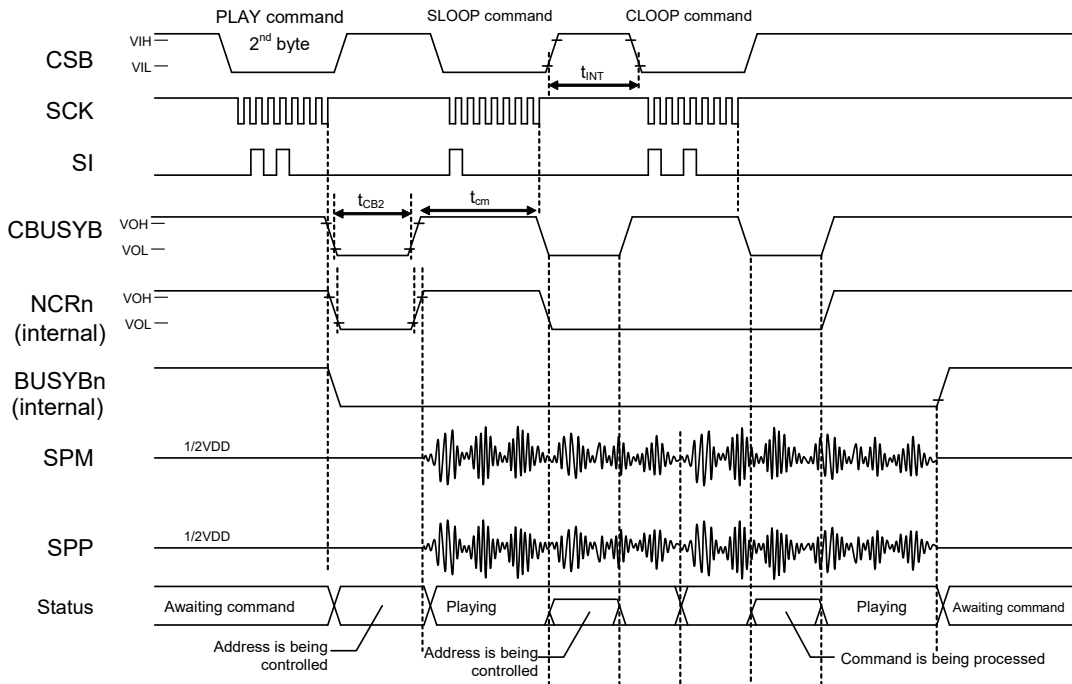 PLAY command
2nd byte
SLOOP command
CLOOP command
CSB
VIH
VIL
tINT
SCK
SI
tCB2
tcm
CBUSYB
VOH
VOL
NCRn
(internal)
VOH
VOL
BUSYBn
(internal)
SPM
1/2VDD
SPP
1/2VDD
Status
Awaiting command
Playing
Playing
Awaiting command
Address is being
controlled
Address is being
controlled
Command is being processed